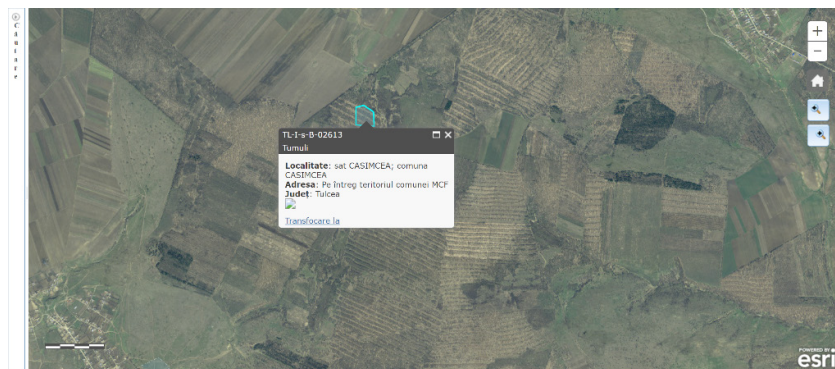 Căutare
+
−
TL-I-s-B-02613
Tumuli
Localitate: sat CASIMCEA; comuna
CASIMCEA
Adresa: Pe întreg teritoriul comunei MCF
Județ: Tulcea
Transfocare la
POWERED BY
esri